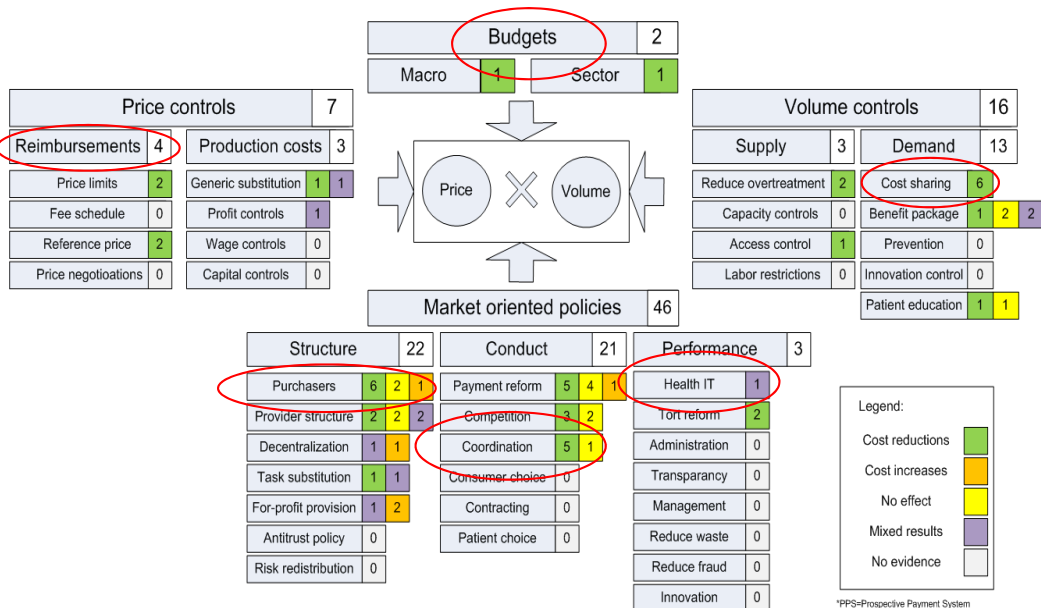 Budgets 2
Macro 1 Sector 1
Price controls 7
Volume controls 16
Reimbursements 4
Production costs 3
Supply 3
Demand 13
Price limits 2
Fee schedule 0
Reference price 2
Price negotioations 0
Generic substitution 1 1
Profit controls 1
Wage controls 0
Capital controls 0
Price
Volume
Reduce overtreatment 2
Capacity controls 0
Access control 1
Labor restrictions 0
Cost sharing 6
Benefit package 1 2 2
Prevention 0
Innovation control 0
Patient education 1 1
Market oriented policies 46
Structure 22
Conduct 21
Performance 3
Purchasers 6 2 1
Provider structure 2 2 2
Decentralization 1 1
Task substitution 1 1
For-profit provision 1 2
Antitrust policy 0
Risk redistribution 0
Payment reform 5 4 1
Competition 3 2
Coordination 5 1
Consumer choice 0
Contracting 0
Patient choice 0
Health IT 1
Tort reform 2
Administration 0
Transparancy 0
Management 0
Reduce waste 0
Reduce fraud 0
Innovation 0
Legend:
Cost reductions
Cost increases
No effect
Mixed results
No evidence
*PPS=Prospective Payment System